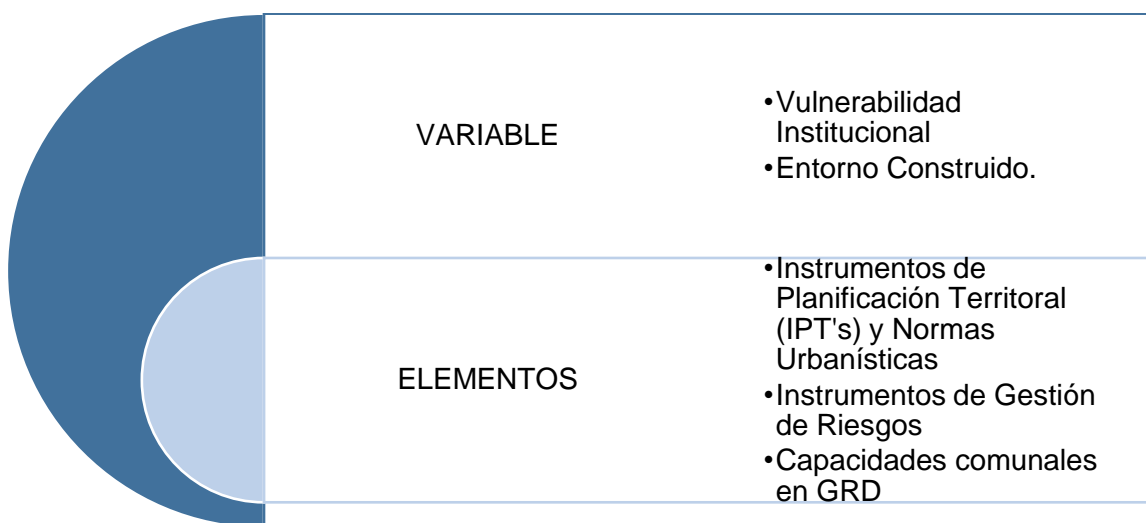 VARIABLE
•Vulnerabilidad
Institucional
•Entorno Construido.
ELEMENTOS
•Instrumentos de
Planificación Territoral
(IPT's) y Normas
Urbanísticas
•Instrumentos de Gestión
de Riesgos
•Capacidades comunales
en GRD